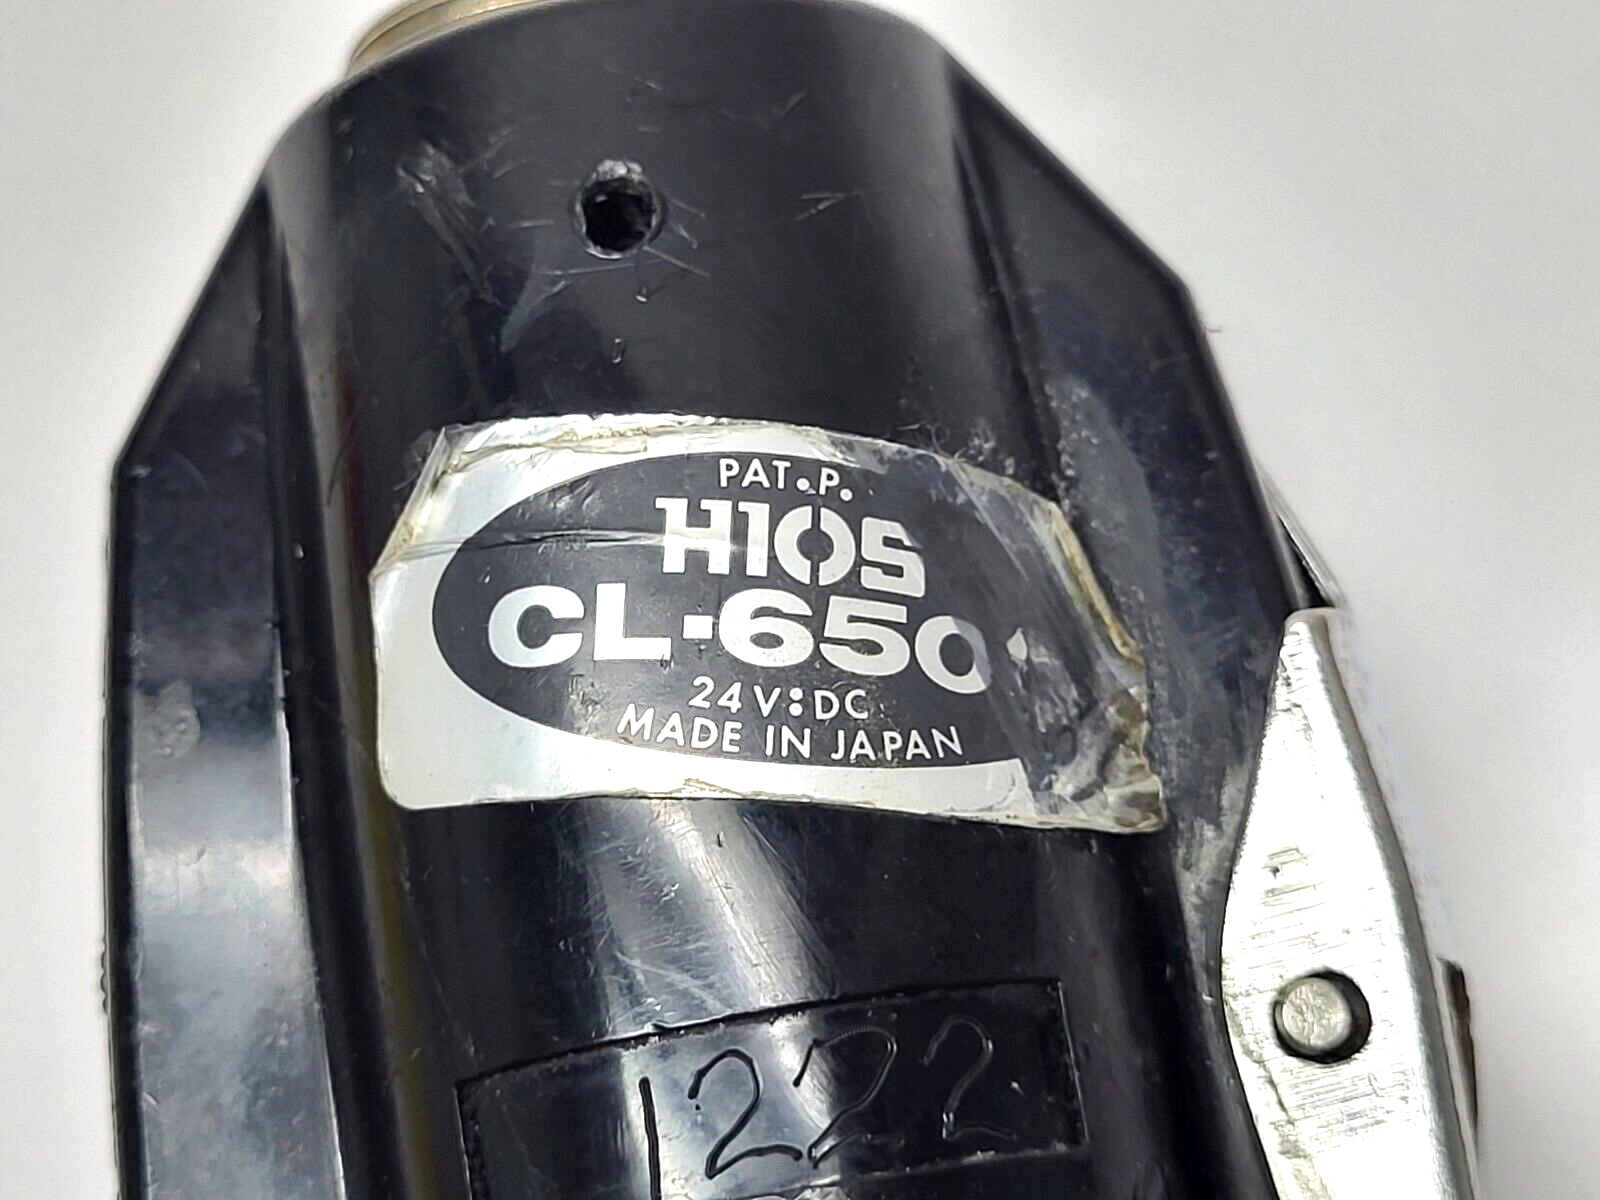 PAT.P.
HIOS
CL-650
24V:DC
MADE IN JAPAN
1222